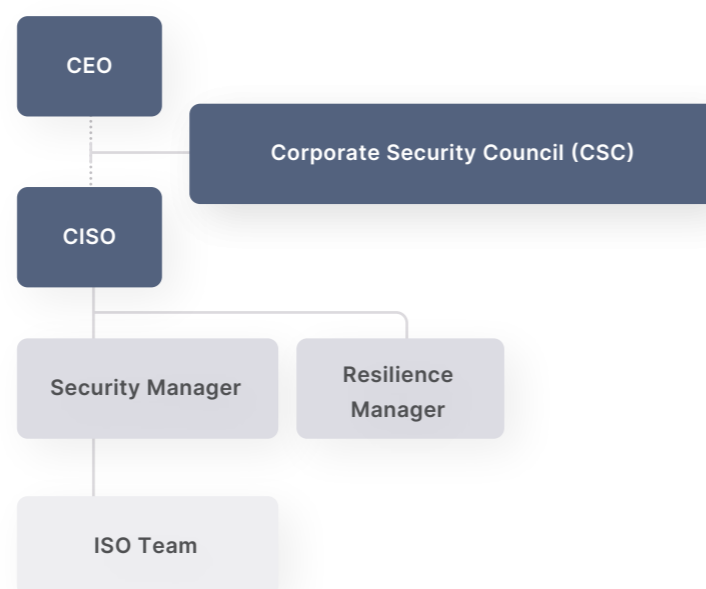 CEO
Corporate Security Council (CSC)
CISO
Security Manager
Resilience
Manager
ISO Team